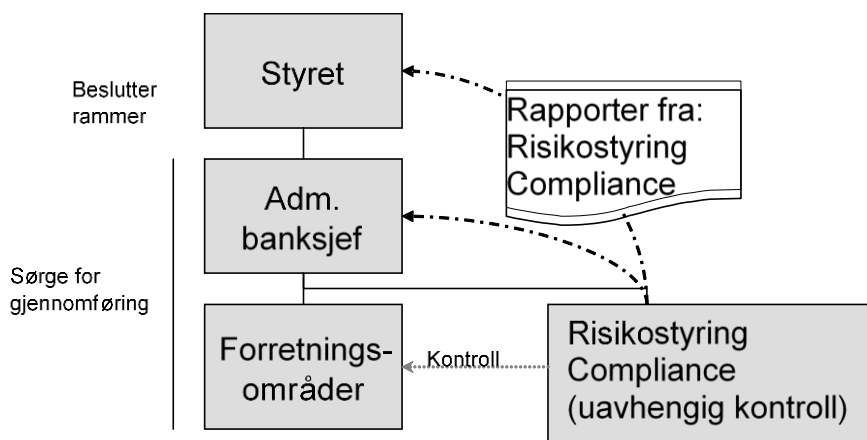 Styret
Beslutter
rammer
Rapporter fra:
Risikostyring
Compliance
Adm.
banksjef
Sørge for
gjennomføring
Forretnings-
områder
Kontroll
Risikostyring
Compliance
(uavhengig kontroll)